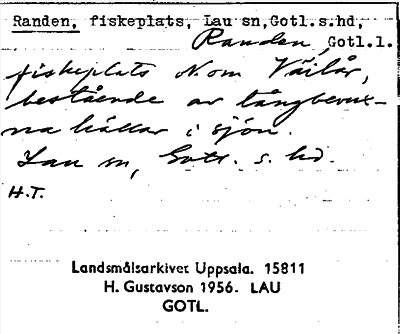 Randen, fiskeplats, Lau sn,Gotl.s.hd,
Randen, Gotl.l.
fiskeplats N. om
bestående av tångbevux-
na hällar i sjön.
Lau sn, Gotl. s. hd.
H.T.
Landsmålsarkivet Uppsala. 15811
H. Gustavson 1956. LAU
GOTL.